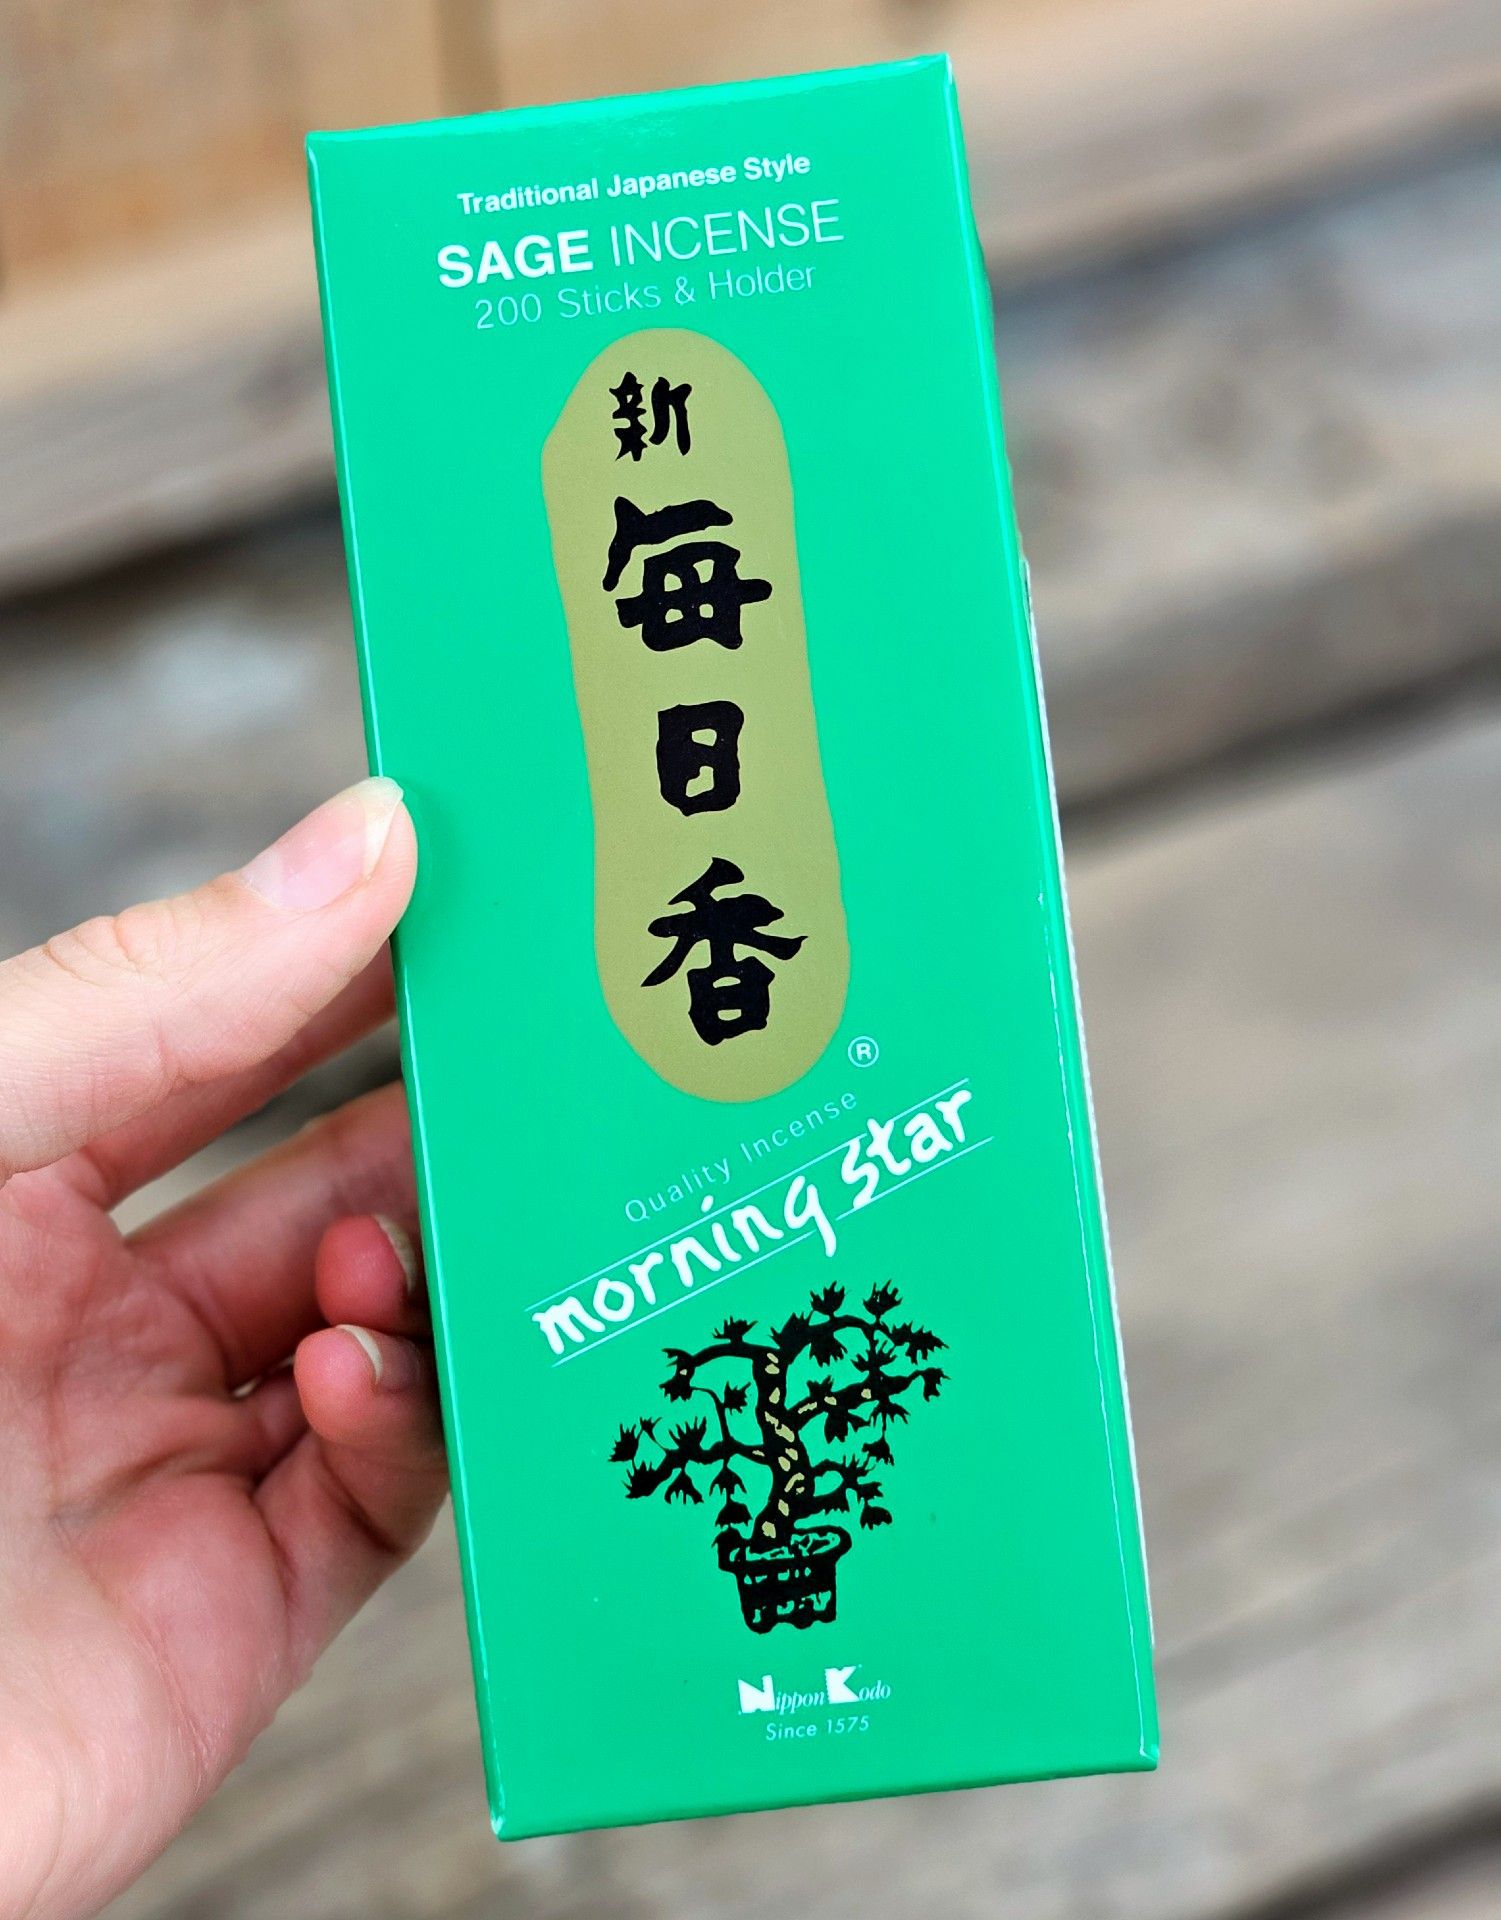 Traditional Japanese Style
SAGE INCENSE
200 Sticks & Holder
新
毎日香
®
Quality Incense
morning star
Nippon Kodo
Since 1575